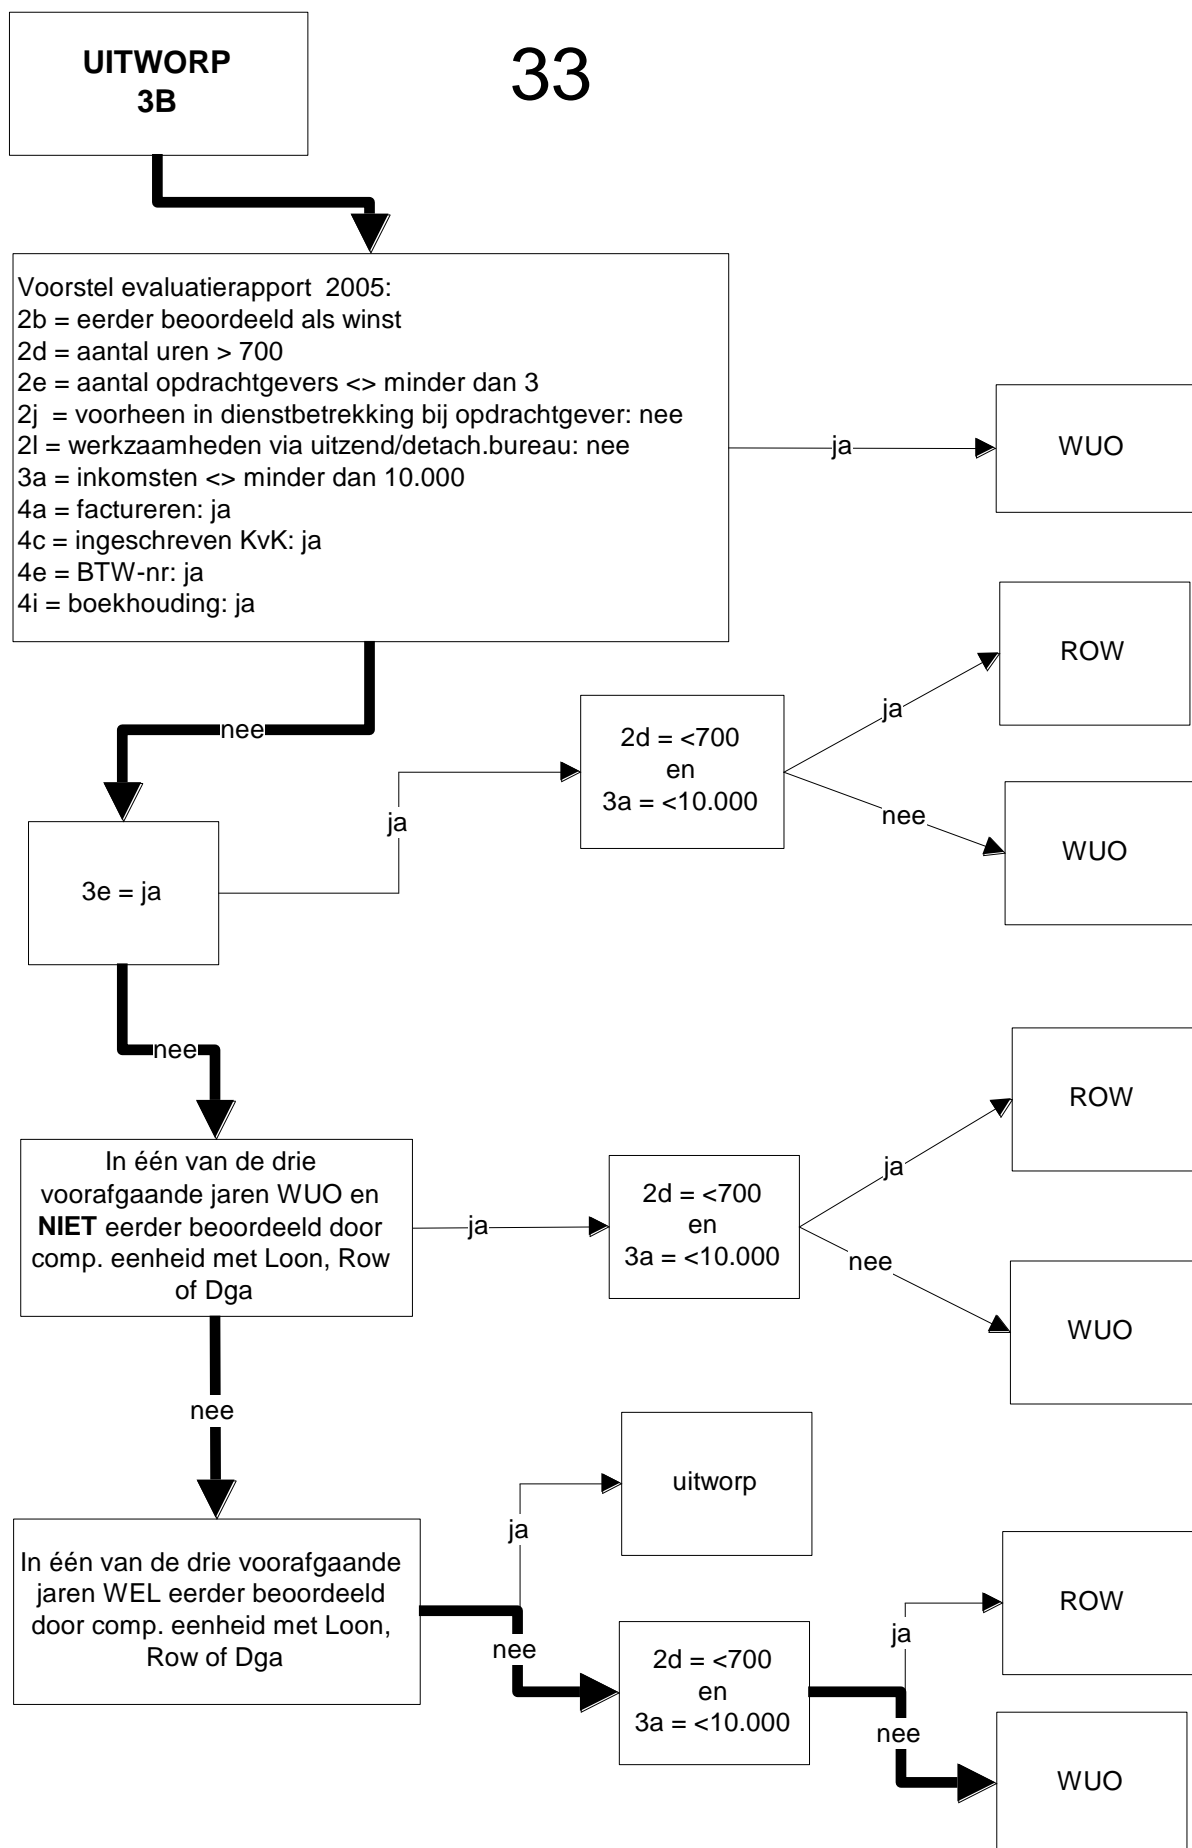 UITWORP
3B
33
Voorstel evaluatierapport  2005:
2b = eerder beoordeeld als winst
2d = aantal uren > 700
2e = aantal opdrachtgevers <> minder dan 3
2j  = voorheen in dienstbetrekking bij opdrachtgever: nee
2l = werkzaamheden via uitzend/detach.bureau: nee
3a = inkomsten <> minder dan 10.000
4a = factureren: ja
4c = ingeschreven KvK: ja
4e = BTW-nr: ja
4i = boekhouding: ja
ja
WUO
nee
3e = ja
ja
2d = <700
en
3a = <10.000
ja
ROW
nee
WUO
nee
In één van de drie
voorafgaande jaren WUO en
NIET eerder beoordeeld door
comp. eenheid met Loon, Row
of Dga
ja
2d = <700
en
3a = <10.000
ja
ROW
nee
WUO
nee
In één van de drie voorafgaande
jaren WEL eerder beoordeeld
door comp. eenheid met Loon,
Row of Dga
ja
uitworp
nee
2d = <700
en
3a = <10.000
ja
ROW
nee
WUO